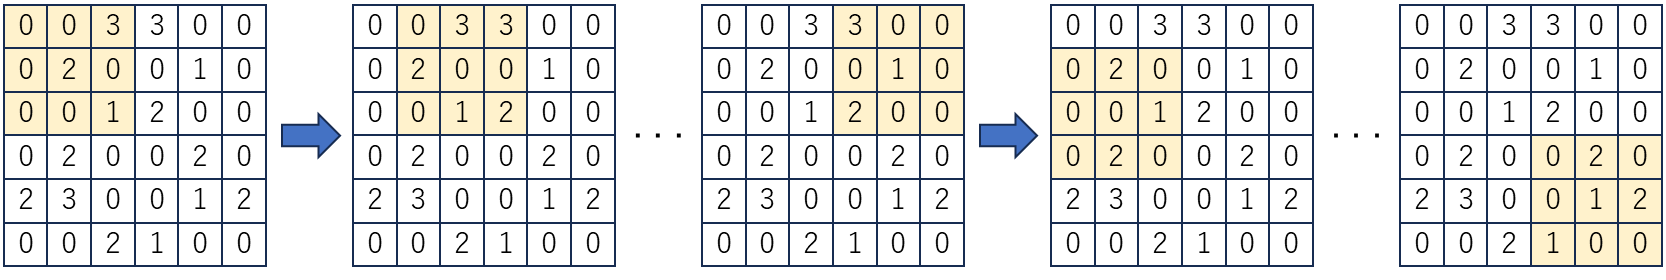 0 0 3 3 0 0 0 0 3 3 0 0 0 0 3 3 0 0 0 0 3 3 0 0 0 0 3 3 0 0
0 2 0 0 1 0 0 2 0 0 1 0 0 2 0 0 1 0 0 2 0 0 1 0 0 2 0 0 1 0
0 0 1 2 0 0 0 0 1 2 0 0 0 0 1 2 0 0 0 0 1 2 0 0 0 0 1 2 0 0
0 2 0 0 2 0 0 2 0 0 2 0 ... 0 2 0 0 2 0 0 2 0 0 2 0 ... 0 2 0 0 2 0
2 3 0 0 1 2 2 3 0 0 1 2 2 3 0 0 1 2 2 3 0 0 1 2 2 3 0 0 1 2
0 0 2 1 0 0 0 0 2 1 0 0 0 0 2 1 0 0 0 0 2 1 0 0 0 0 2 1 0 0